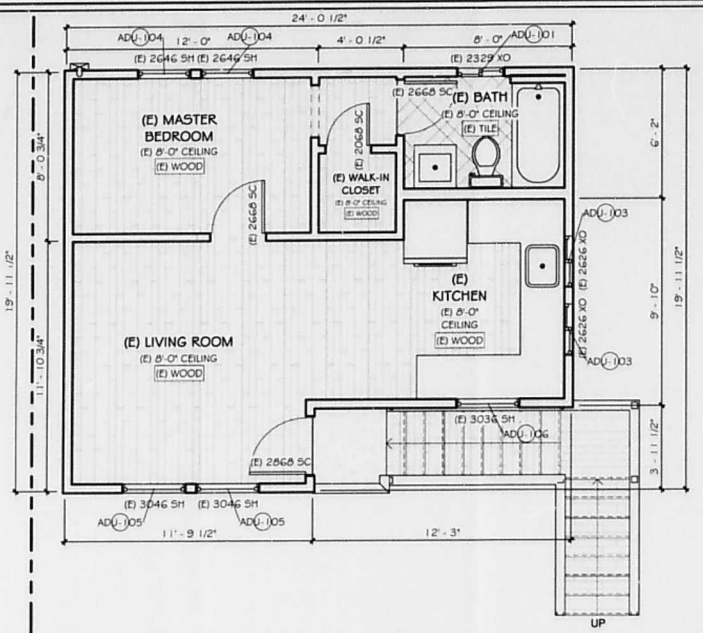 24' - 0 1/2"
12' - 0" 4' - 0 1/2" 8' - 0"
ADU-104 ADU-104 ADU-101
(E) 2646 SH (E) 2646 SH (E) 2329 XO
(E) MASTER
BEDROOM
(E) 8'-0" CEILING
(E) WOOD
(E) 2668 SC
(E) BATH
(E) 8'-0" CEILING
(E) TILE
(E) 2068 SC
(E) WALK-IN
CLOSET
(E) 8'-0" CEILING
(E) WOOD
(E) 2668 SC
8' - 0 3/4"
19' - 11 1/2"
11' - 10 3/4"
6' - 2"
ADU-103
(E) 2626 XO
9' - 10"
19' - 11 1/2"
(E) 2626 XO
ADU-103
3 - 11 1/2"
(E)
KITCHEN
(E) 8'-0"
CEILING
(E) WOOD
(E) LIVING ROOM
(E) 8'-0" CEILING
(E) WOOD
(E) 3036 SH
ADU-106
(E) 2868 SC
(E) 3046 SH (E) 3046 SH
ADU-105 ADU-105
11' - 9 1/2" 12' - 3"
UP